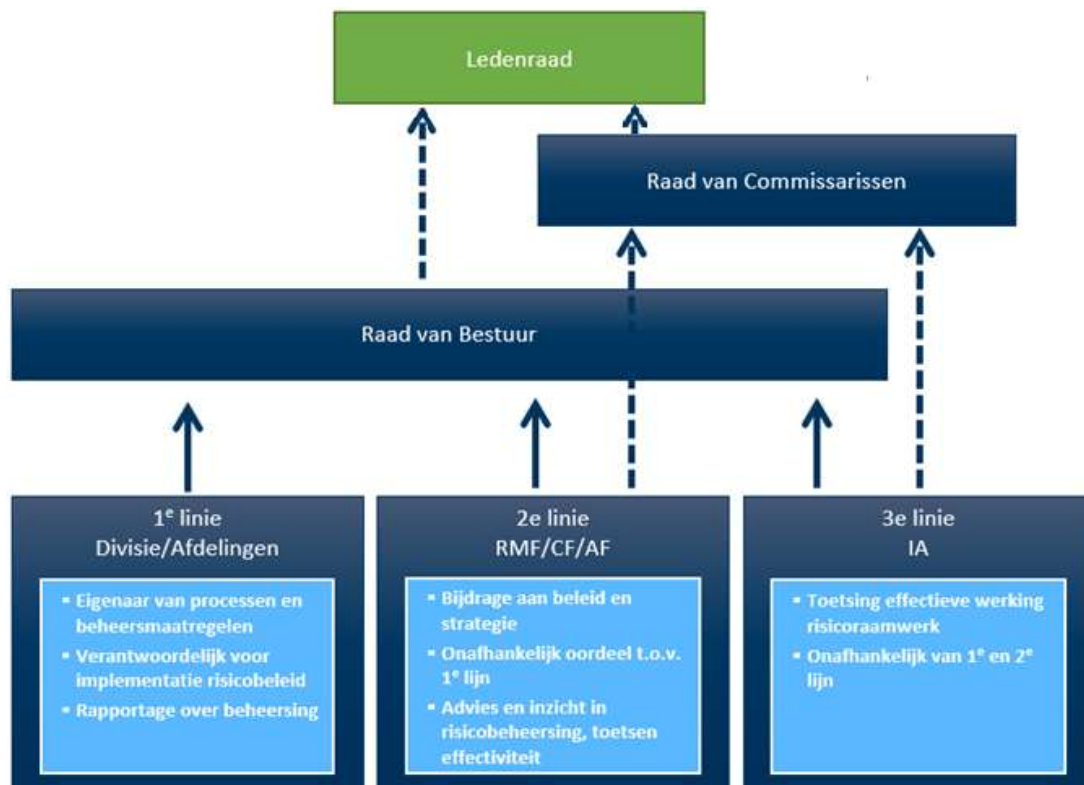 Ledenraad
Raad van Commissarissen
Raad van Bestuur
1e linie
Divisie/Afdelingen
▪ Eigenaar van processen en
beheersmaatregelen
▪ Verantwoordelijk voor
implementatie risicobeleid
▪ Rapportage over beheersing
2e linie
RMF/CF/AF
▪ Bijdrage aan beleid en
strategie
▪ Onafhankelijk oordeel t.o.v.
1e lijn
▪ Advies en inzicht in
risicobeheersing, toetsen
effectiviteit
3e linie
IA
▪ Toetsing effectieve werking
risicoraamwerk
▪ Onafhankelijk van 1e en 2e
lijn